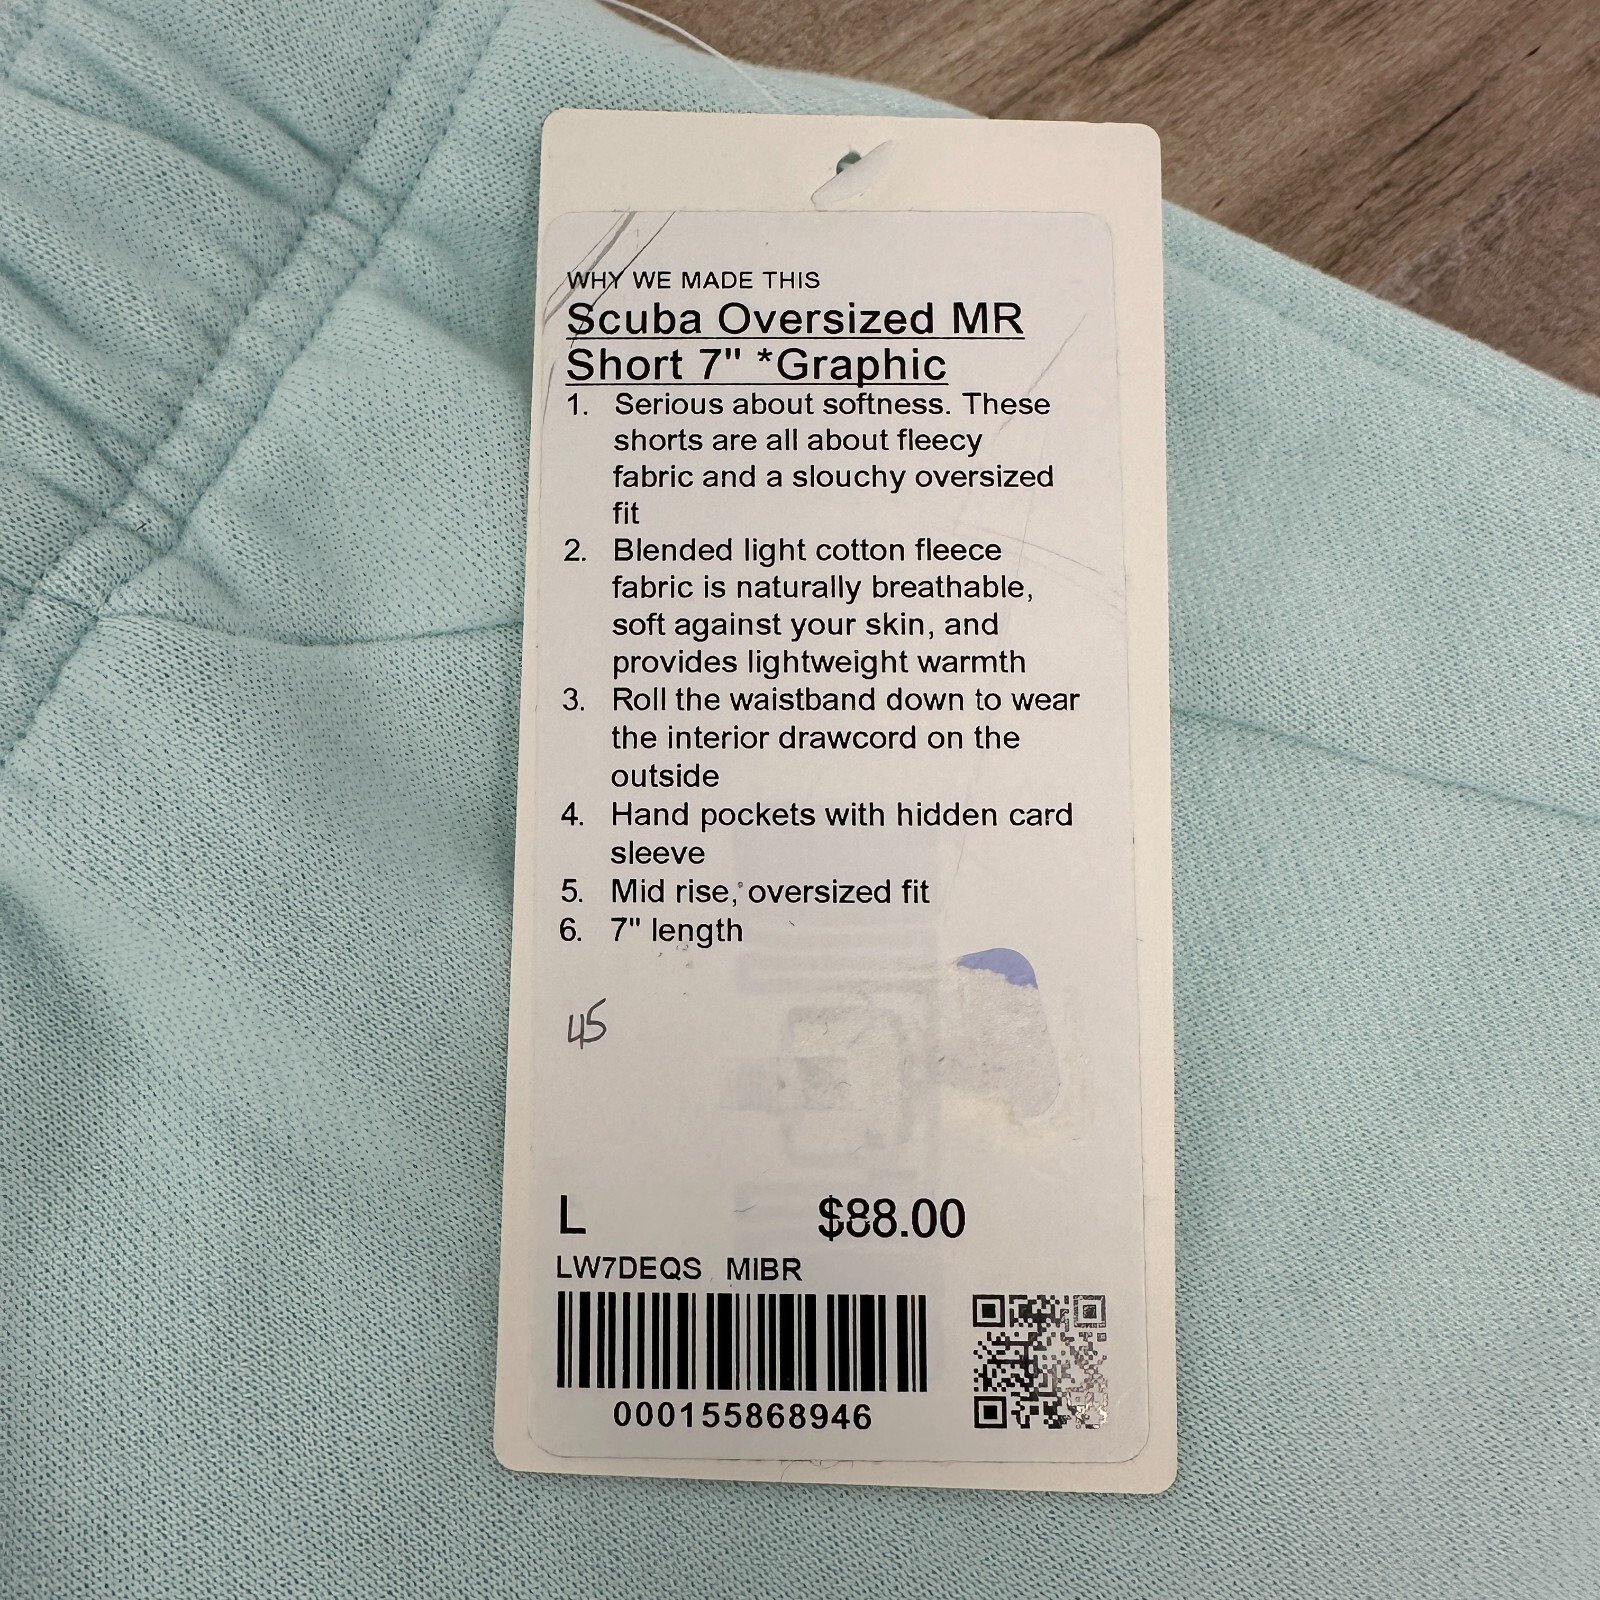 WHY WE MADE THIS
Scuba Oversized MR
Short 7" *Graphic
1. Serious about softness. These
shorts are all about fleecy
fabric and a slouchy oversized
fit
2. Blended light cotton fleece
fabric is naturally breathable,
soft against your skin, and
provides lightweight warmth
3. Roll the waistband down to wear
the interior drawcord on the
outside
4. Hand pockets with hidden card
sleeve
5. Mid rise, oversized fit
6. 7" length
45
L $88.00
LW7DEQS MIBR
000155868946